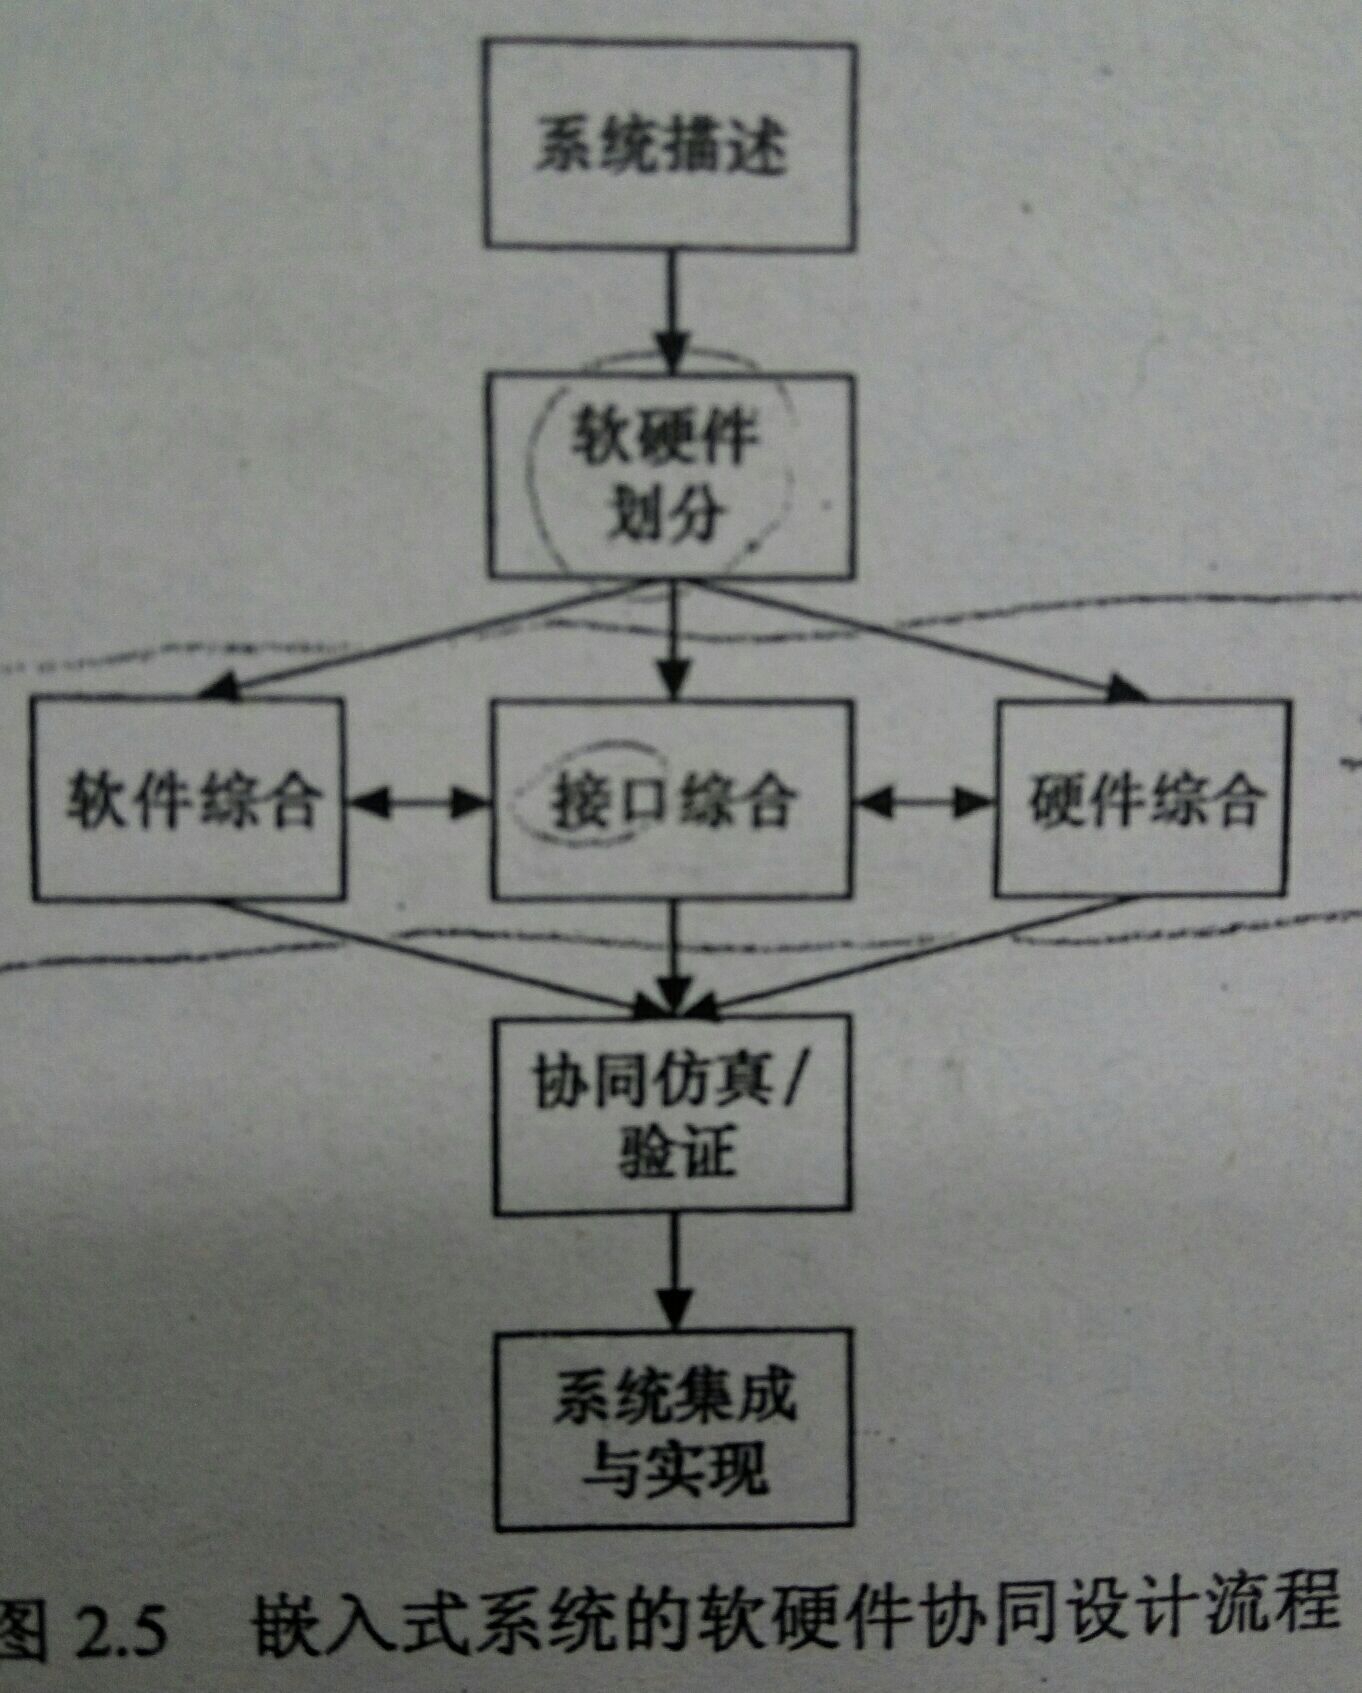 系统描述
软硬件
划分
软件综合
接口综合
硬件综合
协同仿真/
验证
系统集成
与实现
图 2.5 嵌入式系统的软硬件协同设计流程